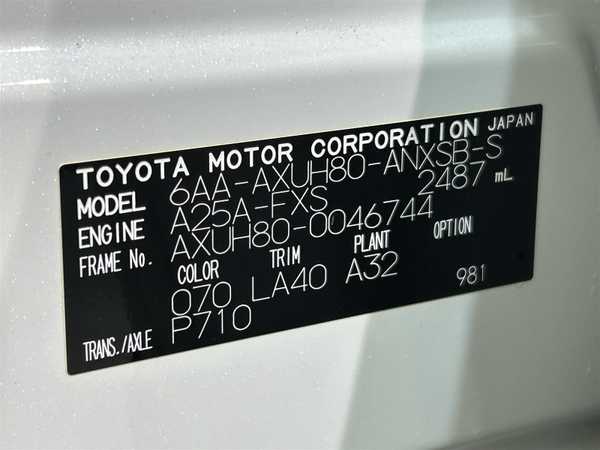 TOYOTA MOTOR CORPORATION JAPAN
MODEL 6AA-AXUH80-ANXSB-S
ENGINE A25A-FXS 2487 mL
FRAME No. AXUH80-0046744
COLOR TRIM PLANT OPTION
070 LA40 A32 981
TRANS./AXLE P710